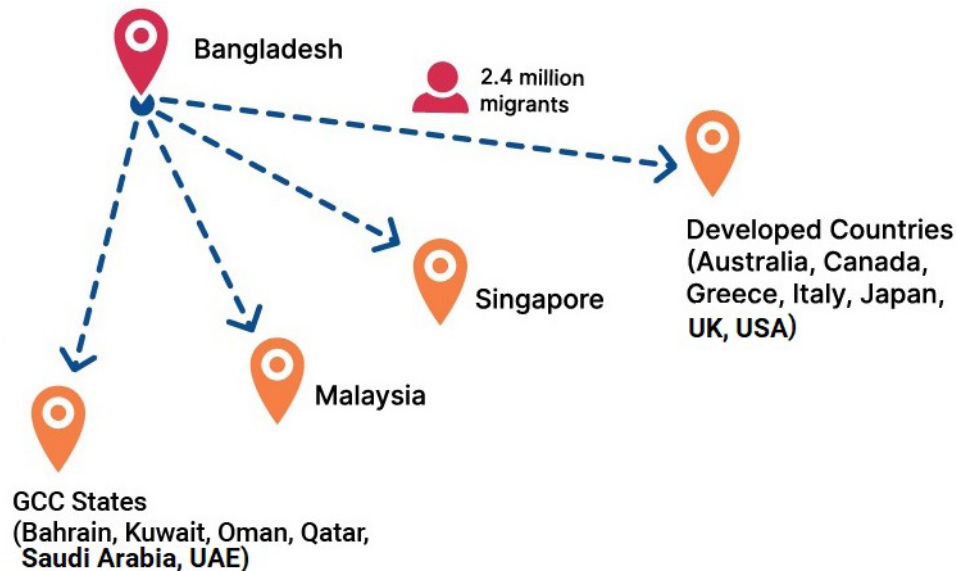 Bangladesh
2.4 million
migrants
Developed Countries
(Australia, Canada,
Greece, Italy, Japan,
UK, USA)
Singapore
Malaysia
GCC States
(Bahrain, Kuwait, Oman, Qatar,
Saudi Arabia, UAE)